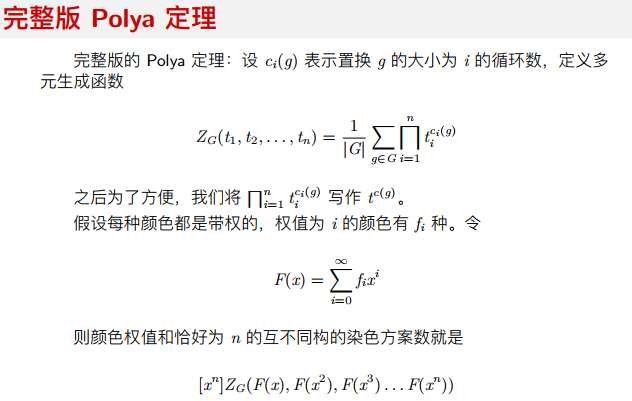 完整版 Polya 定理
完整版的 Polya 定理：设 c_i(g) 表示置换 g 的大小为 i 的循环数，定义多
元生成函数
Z_G(t_1, t_2, . . . , t_n) = \frac{1}{|G|} \sum_{g∈G} \prod_{i=1}^{n} t_i^{c_i(g)}
之后为了方便，我们将 \prod_{i=1}^{n} t_i^{c_i(g)} 写作 t^{c(g)}。
假设每种颜色都是带权的，权值为 i 的颜色有 f_i 种。令
F(x) = \sum_{i=0}^{∞} f_i x^i
则颜色权值和恰好为 n 的互不同构的染色方案数就是
[x^n]Z_G(F(x), F(x^2), F(x^3) . . . F(x^n))